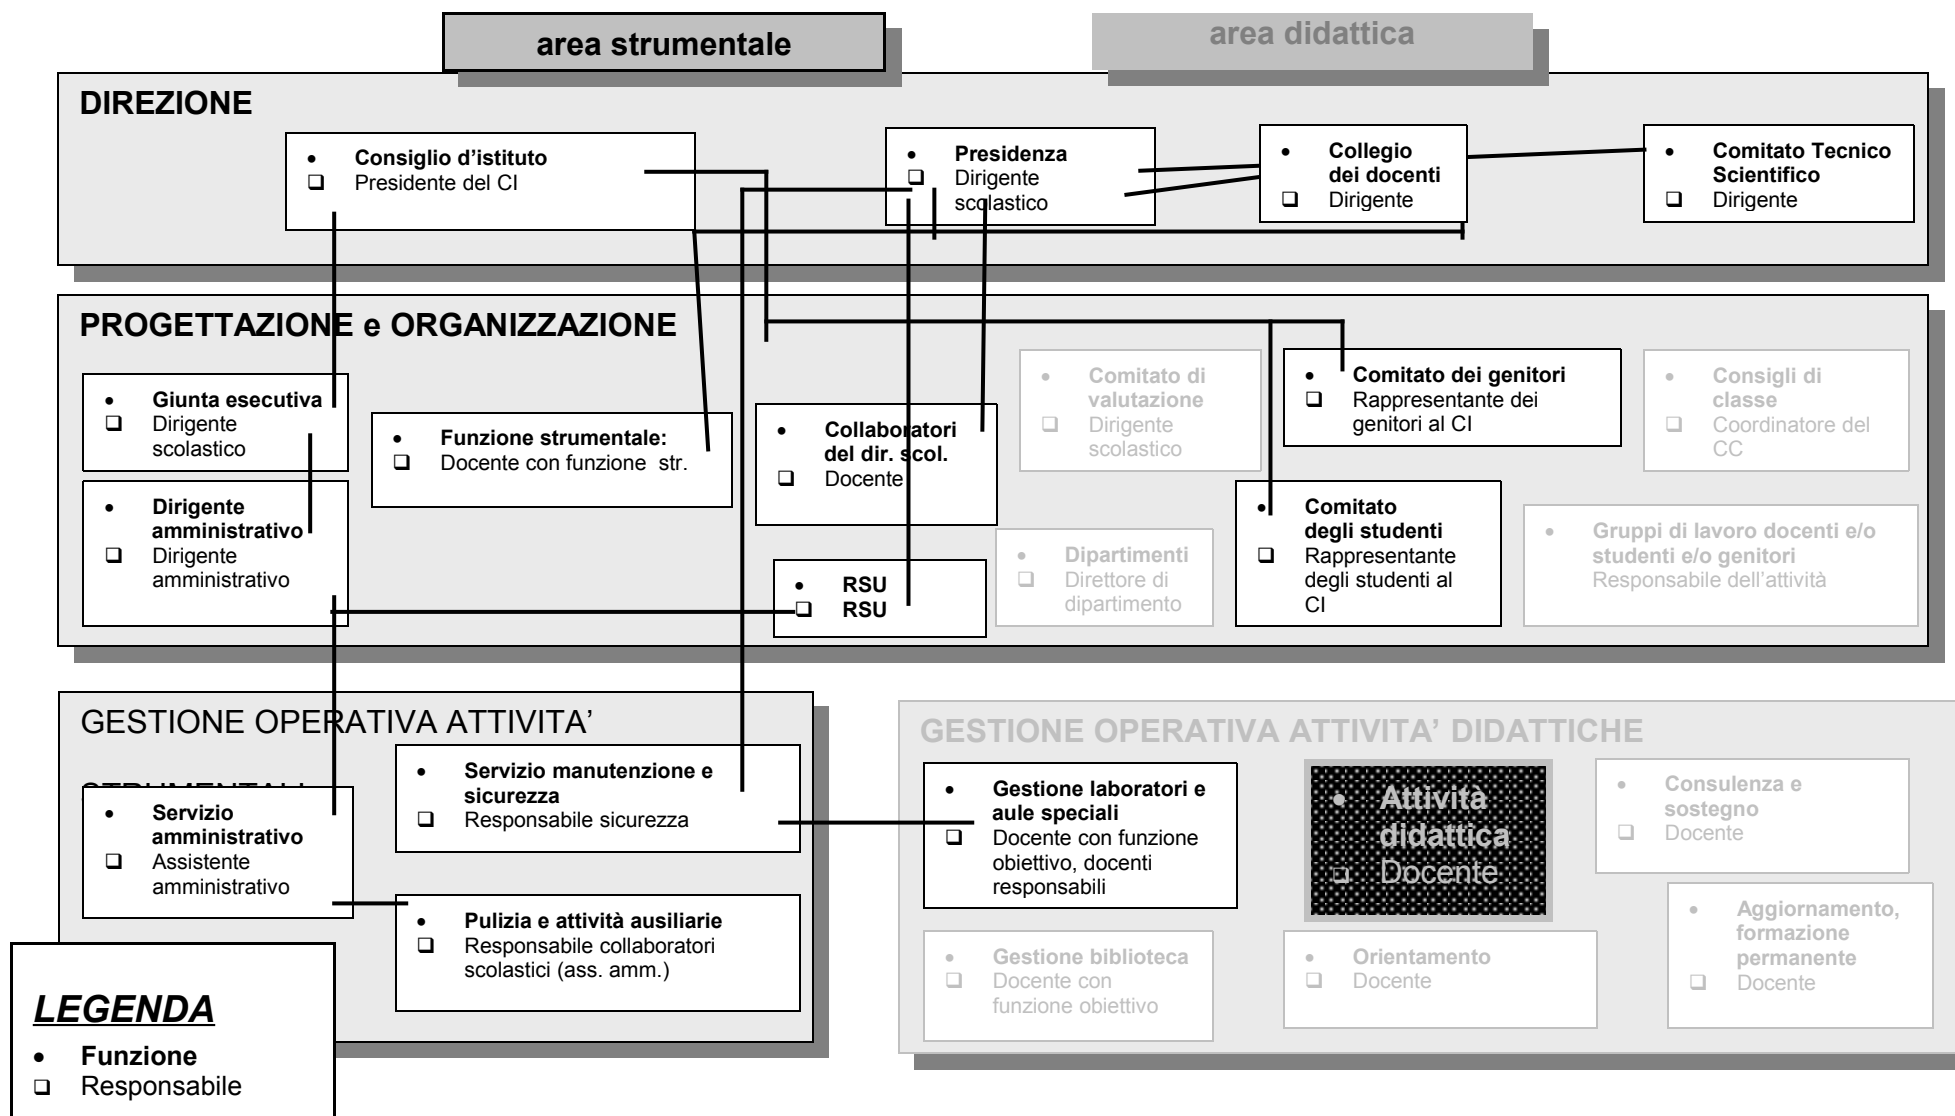 area strumentale
area didattica
DIREZIONE
• Consiglio d’istituto
❑ Presidente del CI
• Presidenza
❑ Dirigente
scolastico
• Collegio
dei docenti
❑ Dirigente
• Comitato Tecnico
Scientifico
❑ Dirigente
PROGETTAZIONE e ORGANIZZAZIONE
• Giunta esecutiva
❑ Dirigente
scolastico
• Funzione strumentale:
❑ Docente con funzione str.
• Collaboratori
del dir. scol.
❑ Docente
• Comitato di
valutazione
❑ Dirigente
scolastico
• Comitato dei genitori
❑ Rappresentante dei
genitori al CI
• Consigli di
classe
❑ Coordinatore del
CC
• Dirigente
amministrativo
❑ Dirigente
amministrativo
• RSU
❑ RSU
• Dipartimenti
❑ Direttore di
dipartimento
• Comitato
degli studenti
❑ Rappresentante
degli studenti al
CI
• Gruppi di lavoro docenti e/o
studenti e/o genitori
Responsabile dell’attività
GESTIONE OPERATIVA ATTIVITA’
STRUMENTALI
• Servizio
amministrativo
❑ Assistente
amministrativo
• Servizio manutenzione e
sicurezza
❑ Responsabile sicurezza
• Pulizia e attività ausiliarie
❑ Responsabile collaboratori
scolastici (ass. amm.)
GESTIONE OPERATIVA ATTIVITA’ DIDATTICHE
• Gestione laboratori e
aule speciali
❑ Docente con funzione
obiettivo, docenti
responsabili
• Attività
didattica
❑ Docente
• Consulenza e
sostegno
❑ Docente
• Gestione biblioteca
❑ Docente con
funzione obiettivo
• Orientamento
❑ Docente
• Aggiornamento,
formazione
permanente
❑ Docente
LEGENDA
• Funzione
❑ Responsabile